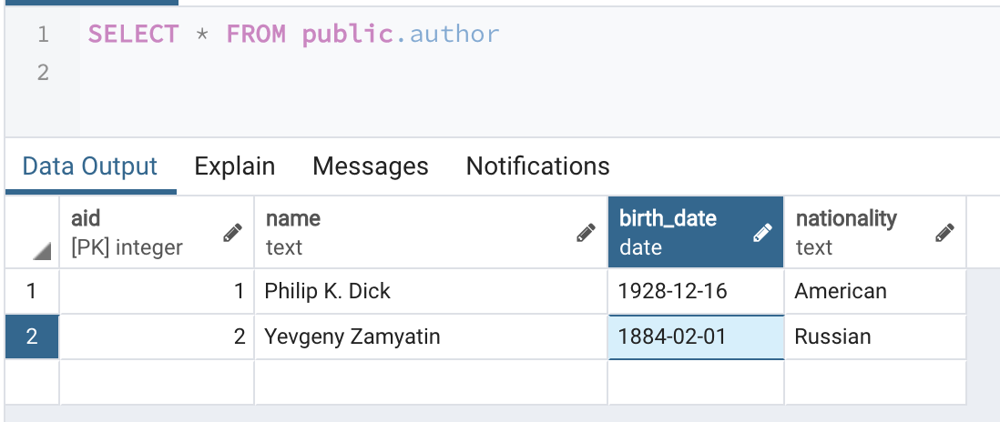 1 SELECT * FROM public.author
2
Data Output Explain Messages Notifications
aid name birth_date nationality
[PK] integer text date text
1 1 Philip K. Dick 1928-12-16 American
2 2 Yevgeny Zamyatin 1884-02-01 Russian